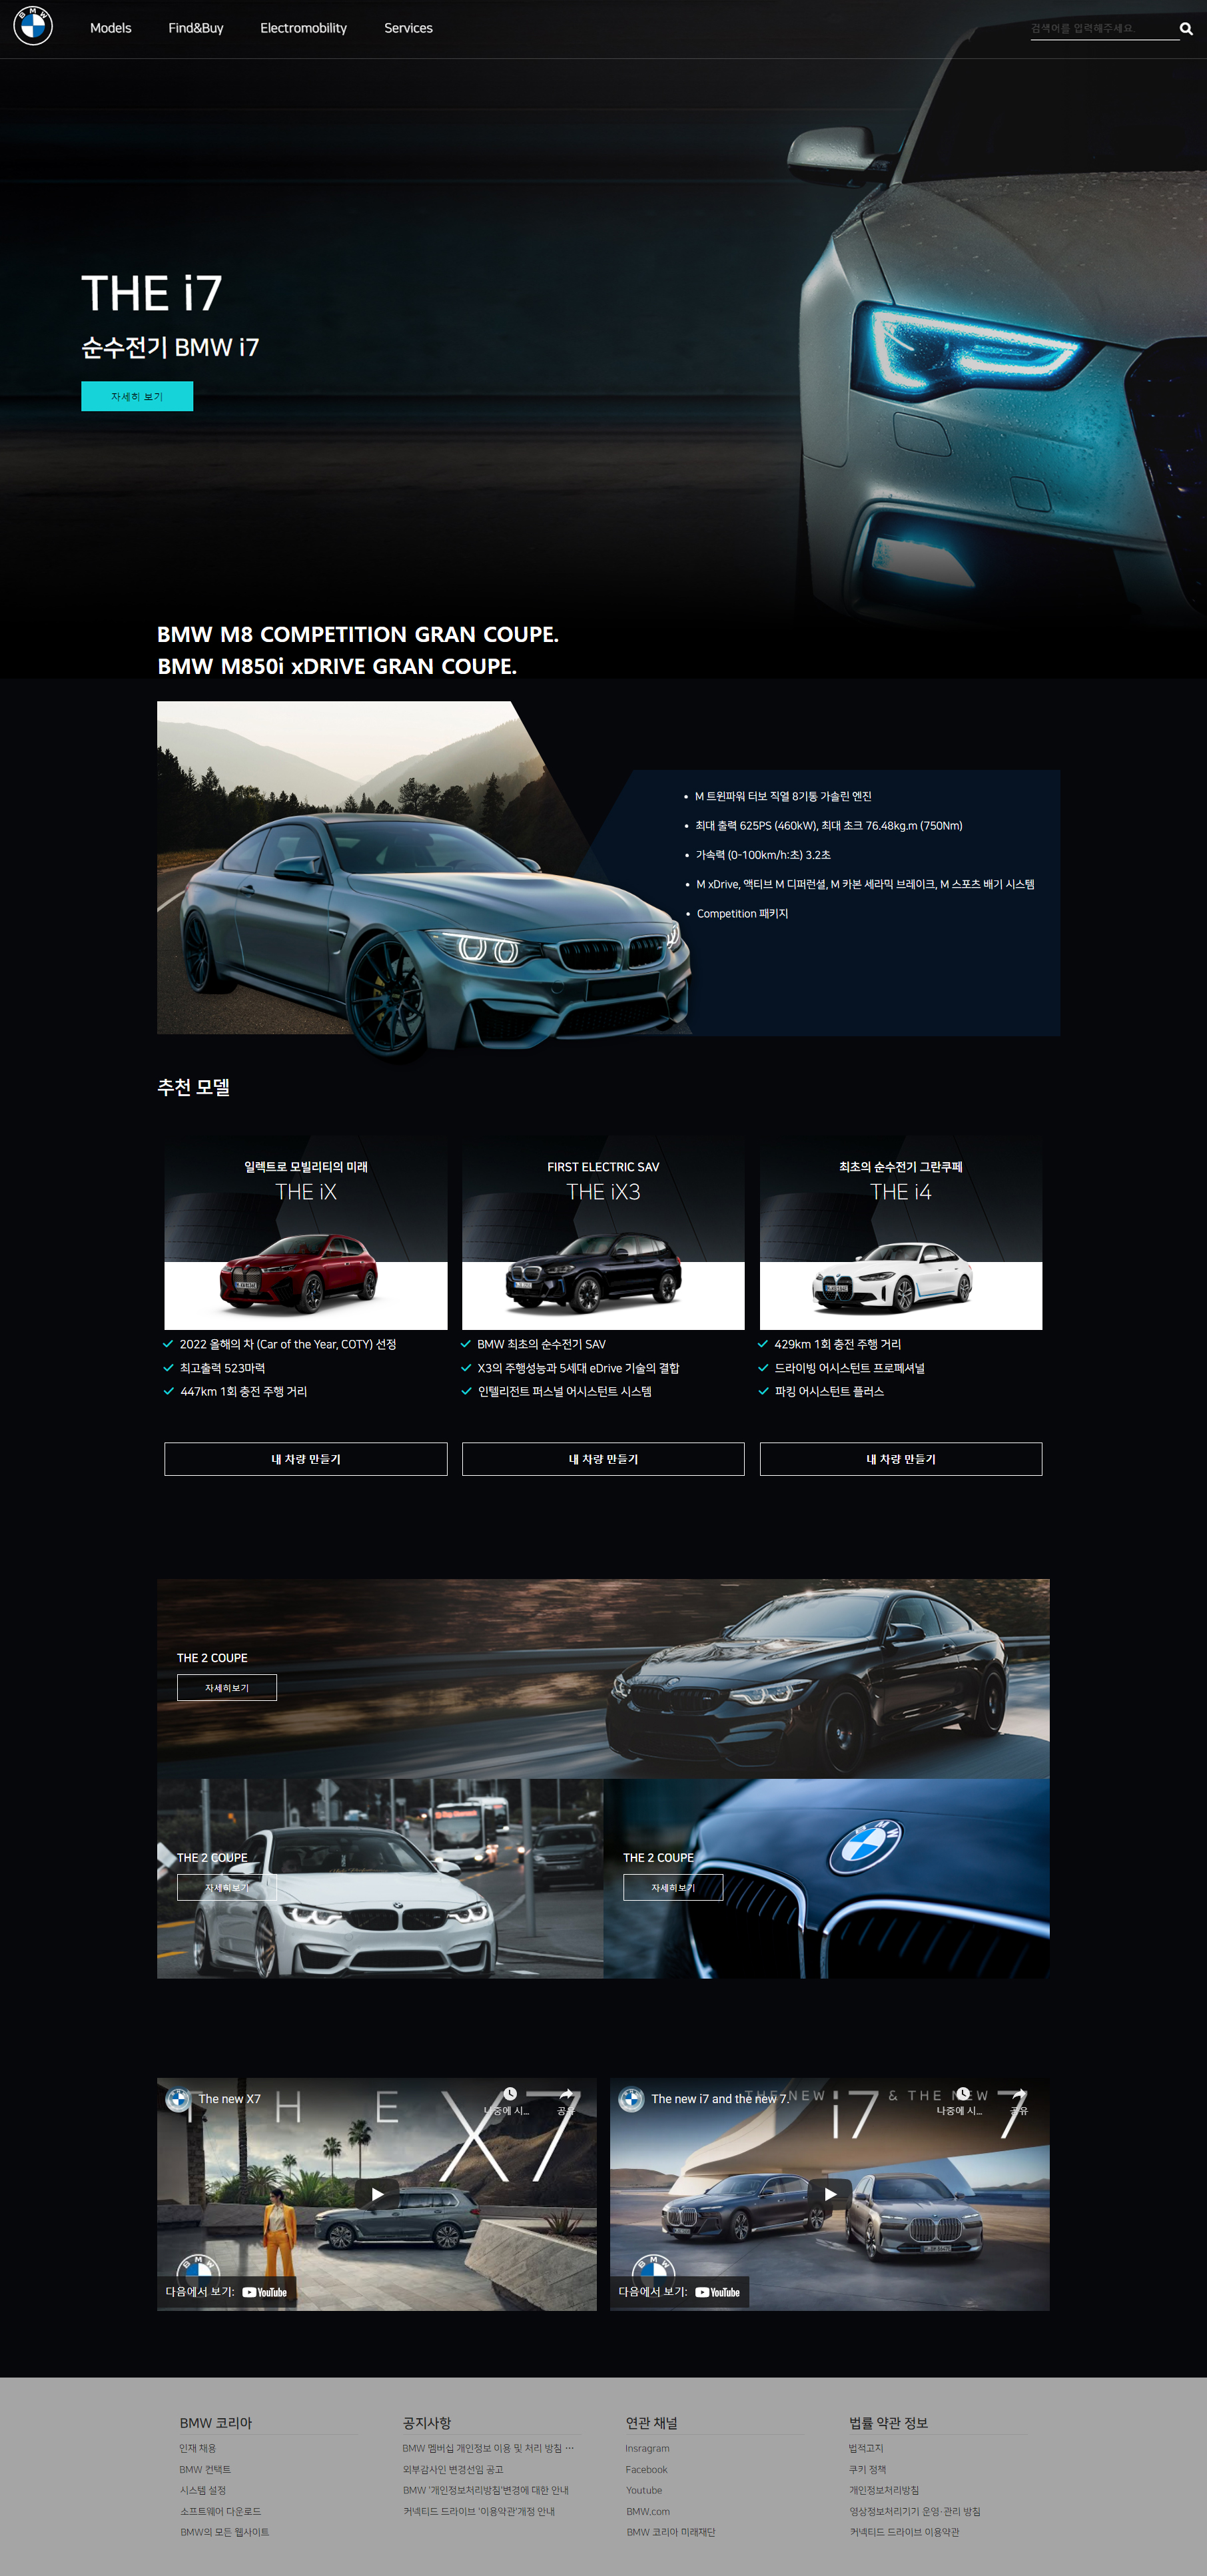 BMW
Models Find&Buy Electromobility Services 검색어를 입력해주세요.
THE i7
순수전기 BMW i7
자세히 보기
BMW M8 COMPETITION GRAN COUPE.
BMW M850i xDRIVE GRAN COUPE.
• M 트윈파워 터보 직열 8기통 가솔린 엔진
• 최대 출력 625PS (460kW), 최대 초크 76.48kg.m (750Nm)
• 가속력 (0-100km/h:초) 3.2초
• M xDrive, 액티브 M 디퍼런셜, M 카본 세라믹 브레이크, M 스포츠 배기 시스템
• Competition 패키지
추천 모델
일렉트로 모빌리티의 미래
THE iX
2022 올해의 차 (Car of the Year, COTY) 선정
최고출력 523마력
447km 1회 충전 주행 거리
내 차량 만들기
FIRST ELECTRIC SAV
THE iX3
BMW 최초의 순수전기 SAV
X3의 주행성능과 5세대 eDrive 기술의 결합
인텔리전트 퍼스널 어시스턴트 시스템
내 차량 만들기
최초의 순수전기 그란쿠페
THE i4
429km 1회 충전 주행 거리
드라이빙 어시스턴트 프로페셔널
파킹 어시스턴트 플러스
내 차량 만들기
THE 2 COUPE
자세히보기
THE 2 COUPE
자세히보기
THE 2 COUPE
자세히보기
BMW
The new X7
나중에 시... 공유
T H E
X7
BMW
다음에서 보기: YouTube
The new i7 and the new 7.
나중에 시... 공유
THE NEW i7 & THE NEW 7
BMW
다음에서 보기: YouTube
BMW 코리아
인재 채용
BMW 컨택트
시스템 설정
소프트웨어 다운로드
BMW의 모든 웹사이트
공지사항
BMW 멤버십 개인정보 이용 및 처리 방침 ⋯
외부감사인 변경선임 공고
BMW '개인정보처리방침'변경에 대한 안내
커넥티드 드라이브 '이용약관'개정 안내
연관 채널
Insragram
Facebook
Youtube
BMW.com
BMW 코리아 미래재단
법률 약관 정보
법적고지
쿠키 정책
개인정보처리방침
영상정보처리기기 운영·관리 방침
커넥티드 드라이브 이용약관